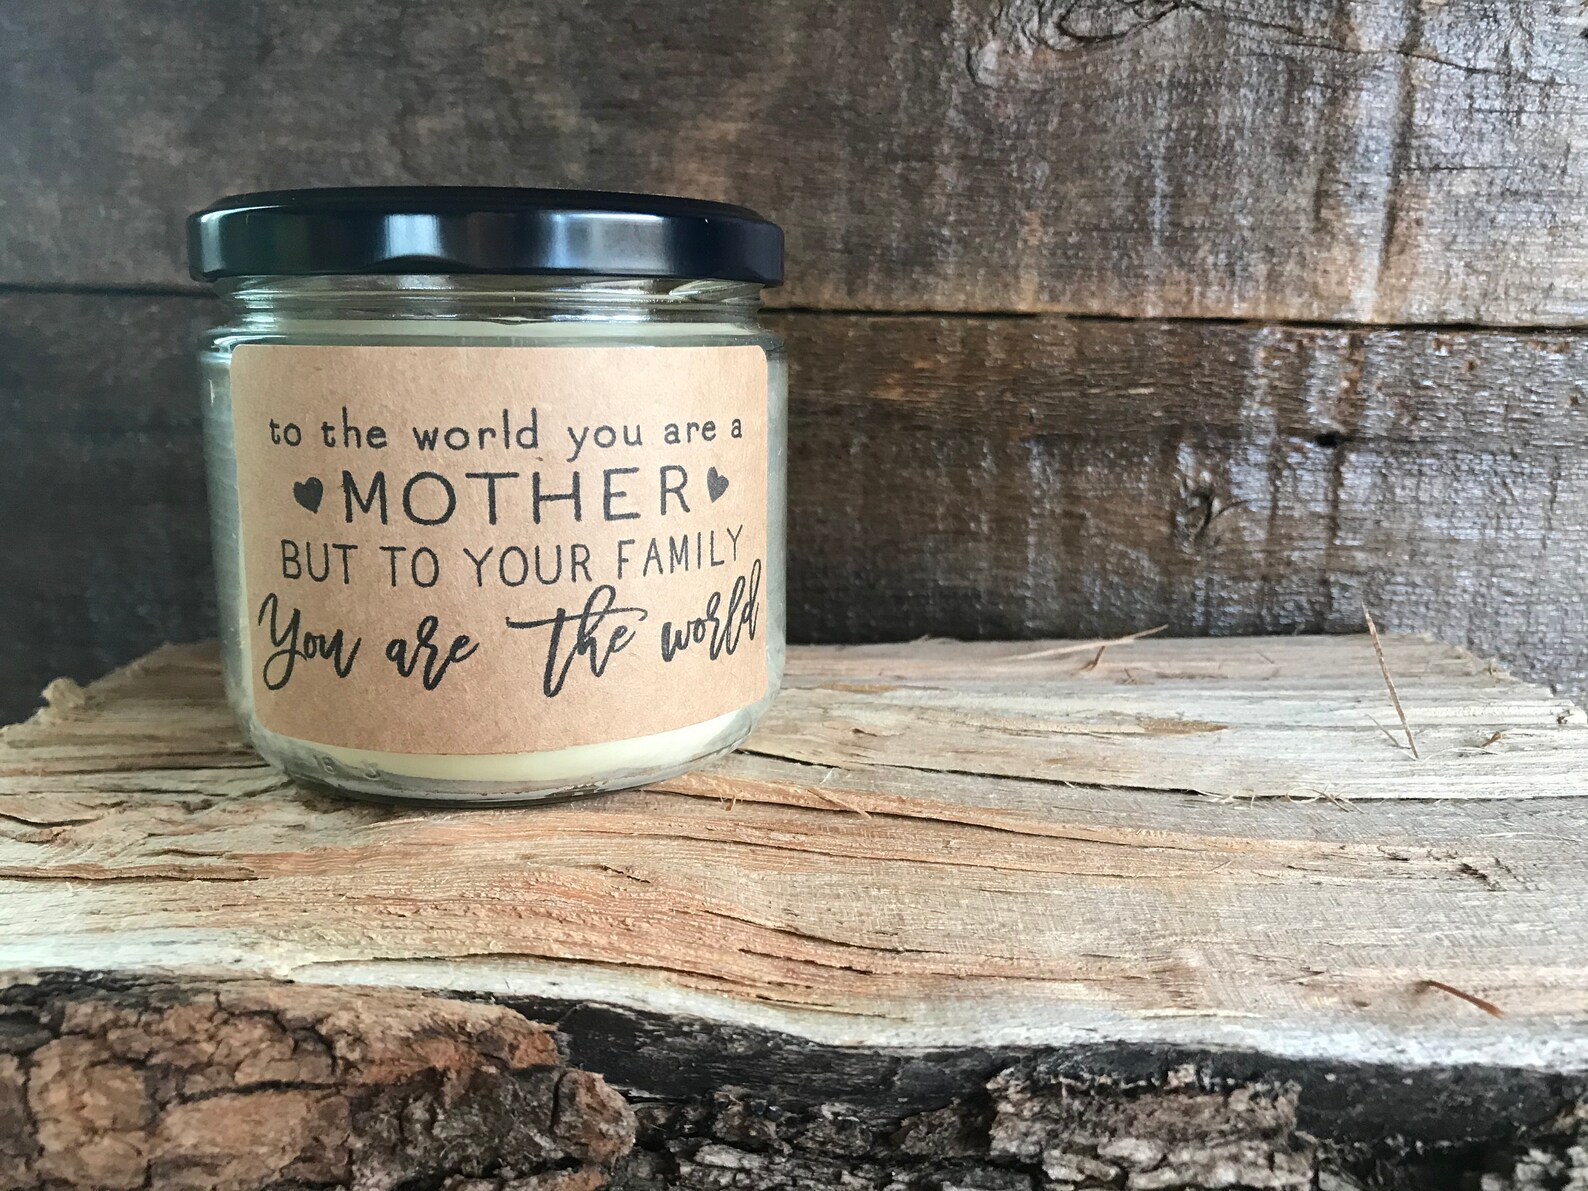 to the world you are a
MOTHER
BUT TO YOUR FAMILY
You are the world